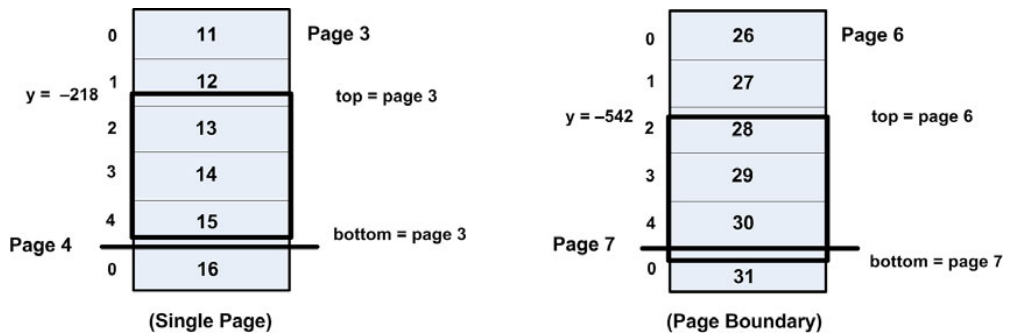 0 11 Page 3
y = –218 1 12 top = page 3
2 13
3 14
4 15 bottom = page 3
Page 4
0 16
(Single Page)
0 26 Page 6
1 27
y = –542 2 28 top = page 6
3 29
4 30
Page 7 bottom = page 7
0 31
(Page Boundary)